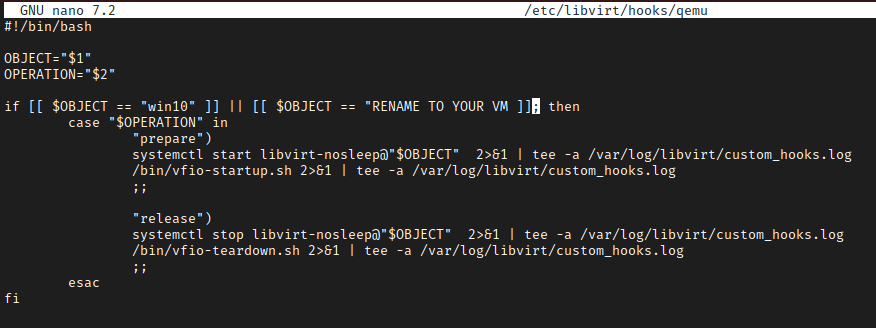 GNU nano 7.2 /etc/libvirt/hooks/qemu
#!/bin/bash
OBJECT="$1"
OPERATION="$2"
if [[ $OBJECT == "win10" ]] || [[ $OBJECT == "RENAME TO YOUR VM ]]; then
case "$OPERATION" in
"prepare")
systemctl start libvirt-nosleep@"$OBJECT"  2>&1 | tee -a /var/log/libvirt/custom_hooks.log
/bin/vfio-startup.sh 2>&1 | tee -a /var/log/libvirt/custom_hooks.log
;;
"release")
systemctl stop libvirt-nosleep@"$OBJECT"  2>&1 | tee -a /var/log/libvirt/custom_hooks.log
/bin/vfio-teardown.sh 2>&1 | tee -a /var/log/libvirt/custom_hooks.log
;;
esac
fi